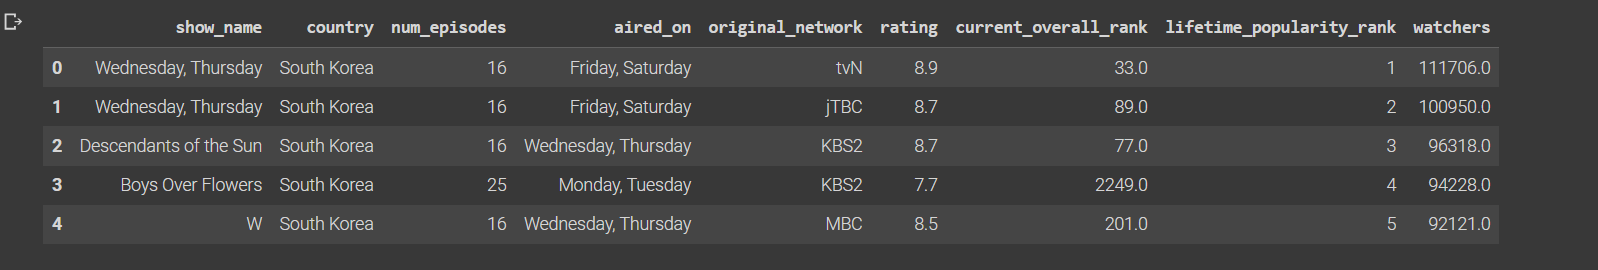 show_name country num_episodes aired_on original_network rating current_overall_rank lifetime_popularity_rank watchers
0 Wednesday, Thursday South Korea 16 Friday, Saturday tvN 8.9 33.0 1 111706.0
1 Wednesday, Thursday South Korea 16 Friday, Saturday jTBC 8.7 89.0 2 100950.0
2 Descendants of the Sun South Korea 16 Wednesday, Thursday KBS2 8.7 77.0 3 96318.0
3 Boys Over Flowers South Korea 25 Monday, Tuesday KBS2 7.7 2249.0 4 94228.0
4 W South Korea 16 Wednesday, Thursday MBC 8.5 201.0 5 92121.0